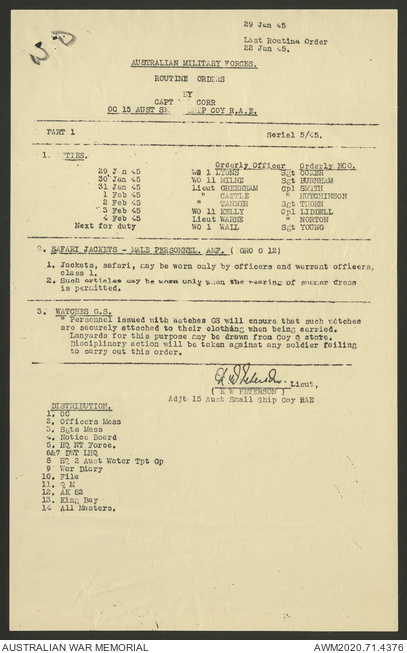 W.D
29 Jan 45
Last Routine Order
22 Jan 45.
AUSTRALIAN MILITARY FORCES.
ROUTINE ORDERS
BY
CAPT CORR
OC 15 AUST SM SHIP COY R.A.E.
PART 1 Serial 5/45.
1. TIES.
Orderly Officer Orderly NCO.
29 J n 45 WO 1 LYONS Sgt COKER
30 Jan 45 WO 11 MILNE Sgt BURNHAM
31 Jan 45 Lieut GREENHAM Cpl SMITH
1 Feb 45 " CASTLE " HUTCHINSON
2 Feb 45 " TANNER Sgt THORN
3 Feb 45 WO 11 KELLY Cpl LIDDELL
4 Feb 45 Lieut WARNE " NORTON
Next for duty WO 1 WALL Sgt YOUNG
2. SAFARI JACKETS - MALE PERSONNEL. AMF. ( GRO O 12)
1. Jackets, safari, may be worn only by officers and warrant officers,
class 1.
2. Such articles may be worn only when the wearing of summer dress
is permitted.
3. WATCHES G.S.
" Personnel issued with watches GS will ensure that such watches
are securely attached to their clothing when being carried.
Lanyards for this purpose may be drawn from Coy Q store.
Disciplinary action will be taken against any soldier failing
to carry out this order.
Lieut,
( R W PETERSON )
Adjt 15 Aust Small Ship Coy RAE
DISTRIBUTION.
1. OC
2. Officers Mess
3. Sgts Mess
4. Notice Board
5. HQ NT Force.
6&7 DWT LHQ
8 HQ 2 Aust Water Tpt Gp
9 War Diary
10. File
11. Q M
12. AK 82
13. King Bay
14 All Masters.
AUSTRALIAN WAR MEMORIAL AWM2020.71.4376